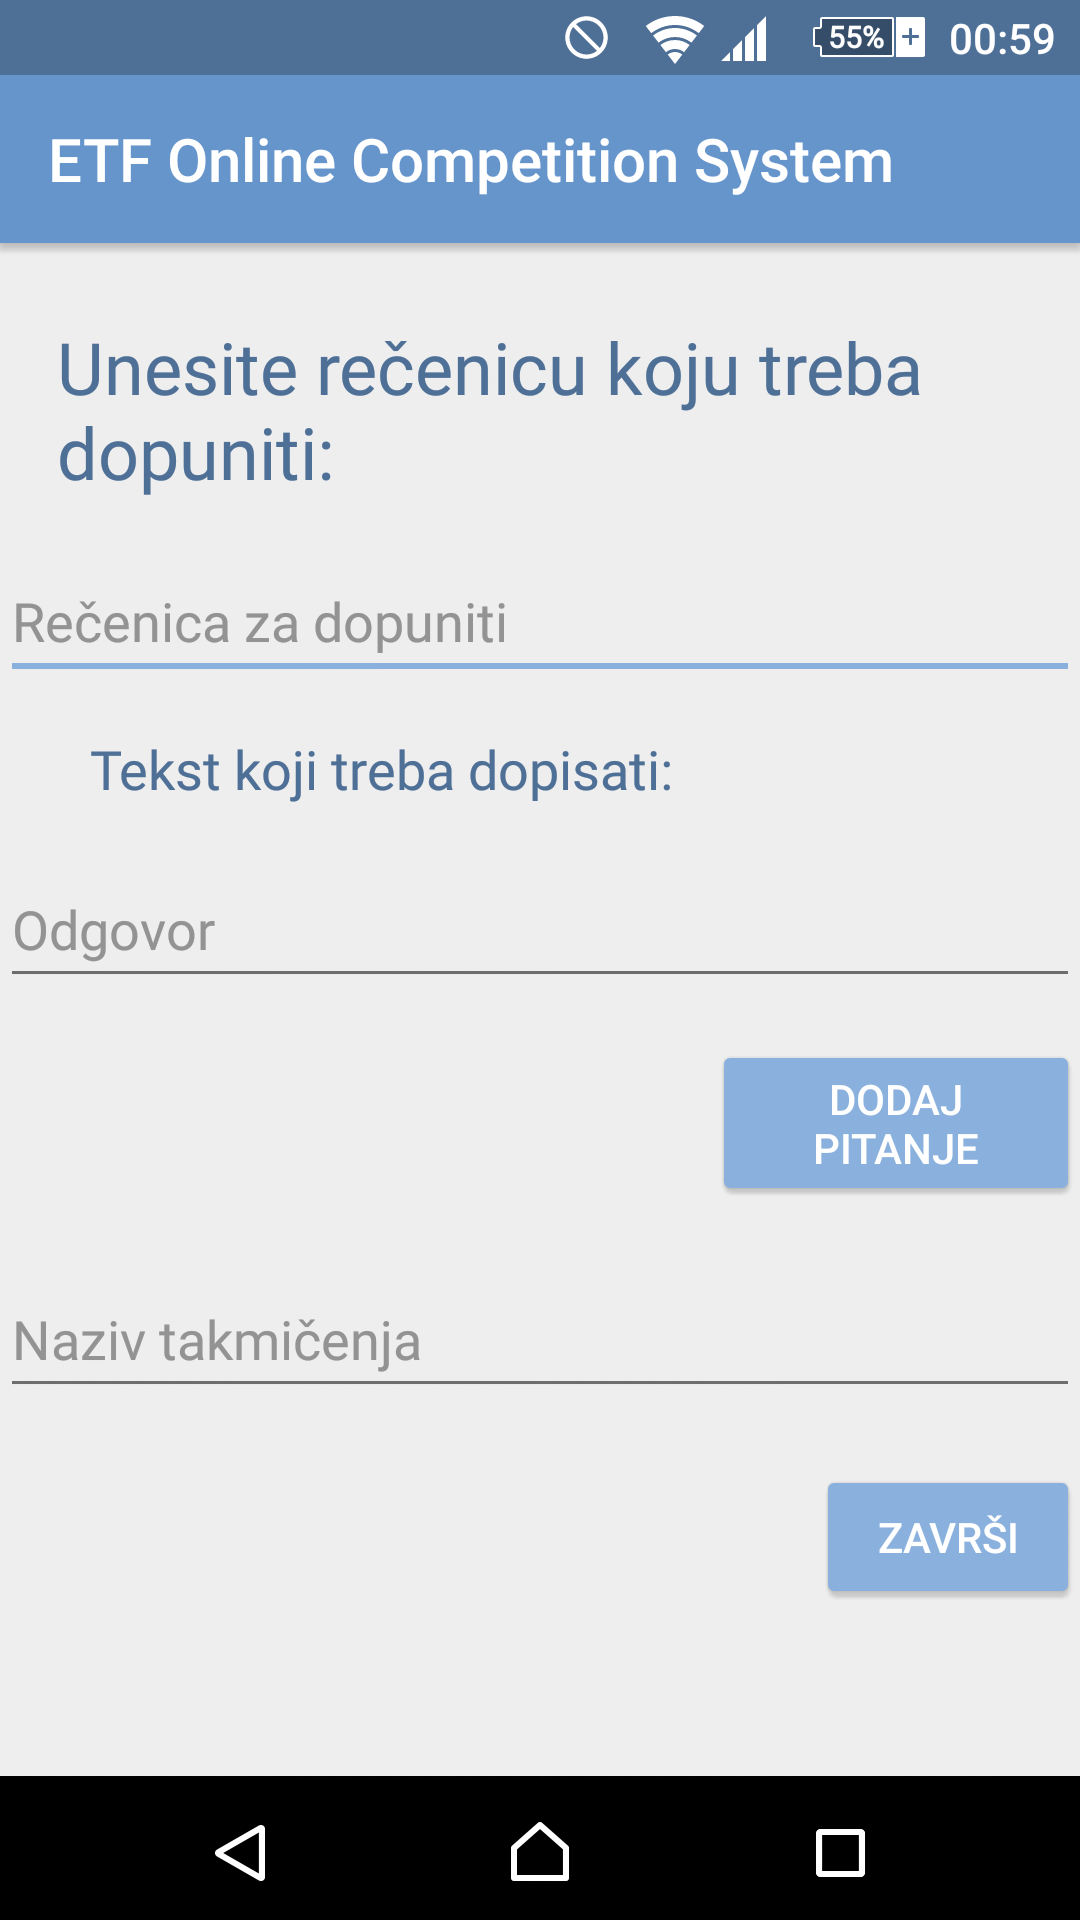 55%
00:59
ETF Online Competition System
Unesite rečenicu koju treba
dopuniti:
Rečenica za dopuniti
Tekst koji treba dopisati:
Odgovor
DODAJ
PITANJE
Naziv takmičenja
ZAVRŠI